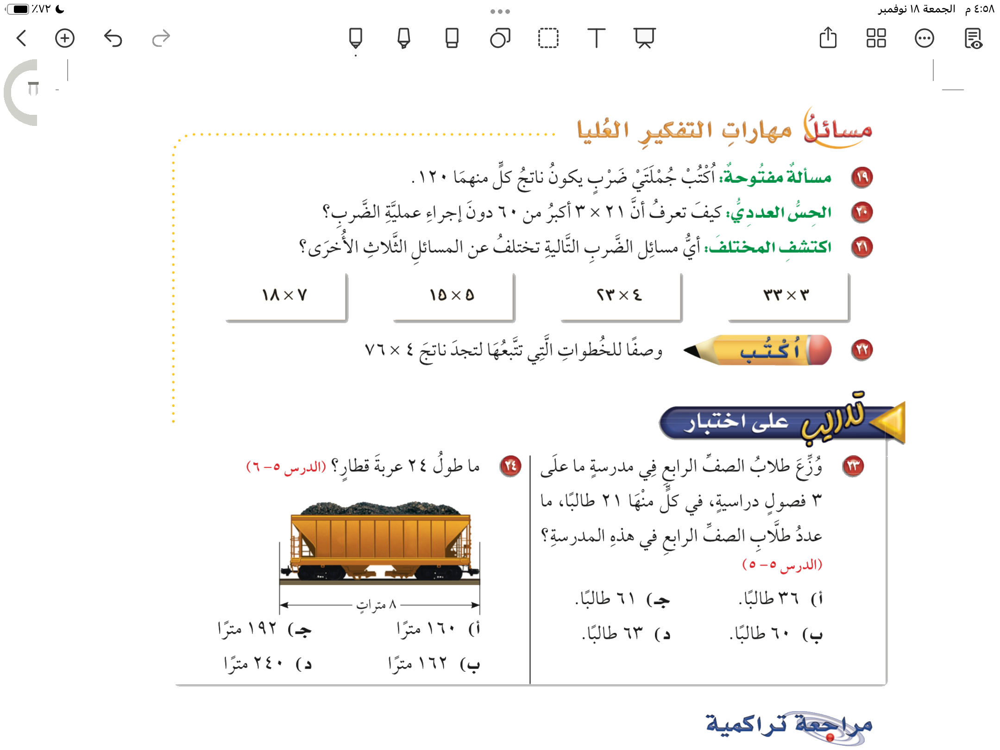 ٤:٥٨ م الجمعة ١٨ نوفمبر
٪٧٢
مسائلُ مهاراتِ التفكيرِ العُليا
١٩ مسألةٌ مفتُوحةٌ: اُكْتُبْ جُمْلَتَيْ ضَرْبٍ يكونُ ناتجُ كلٍّ منهمَا ١٢٠.
٢٠ الحِسُّ العدديُّ: كيفَ تعرفُ أنَّ ٢١ × ٣ أكبرُ من ٦٠ دونَ إجراءِ عمليَّةِ الضَّربِ؟
٢١ اكتشفِ المختلفَ: أيُّ مسائِل الضَّربِ التَّاليةِ تختلفُ عن المسائلِ الثَّلاثِ الأُخرَى؟
٣ × ٣٣
٤ × ٢٣
٥ × ١٥
٧ × ١٨
٢٢ اُكْتُب وصفًا للخُطواتِ الَّتِي تتَّبعُهَا لتجدَ ناتجَ ٤ × ٧٦
تدريب على اختبار
٢٣ وُزِّعَ طلابُ الصفِّ الرابعِ فِي مدرسةٍ ما علَى
٣ فصولٍ دراسيةٍ، في كلٍّ منْهَا ٢١ طالبًا، ما
عددُ طلَّابِ الصفِّ الرابعِ في هذهِ المدرسةِ؟
(الدرس ٥ – ٥)
أ) ٣٦ طالبًا.
جـ) ٦١ طالبًا.
ب) ٦٠ طالبًا.
د) ٦٣ طالبًا.
٢٤ ما طولُ ٢٤ عربةَ قطارٍ؟ (الدرس ٥ – ٦)
٨ متراتٍ
أ) ١٦٠ مترًا
جـ) ١٩٢ مترًا
ب) ١٦٢ مترًا
د) ٢٤٠ مترًا
مراجعة تراكمية